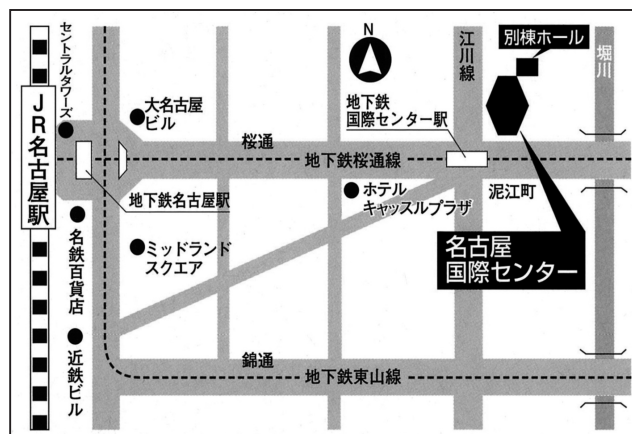 セントラルタワーズ
JR名古屋駅
大名古屋
ビル
N
江川線
別棟ホール
堀川
地下鉄
国際センター駅
桜通
地下鉄桜通線
地下鉄名古屋駅
ホテル
キャッスルプラザ
泥江町
名鉄百貨店
ミッドランド
スクエア
名古屋
国際センター
近鉄ビル
錦通
地下鉄東山線